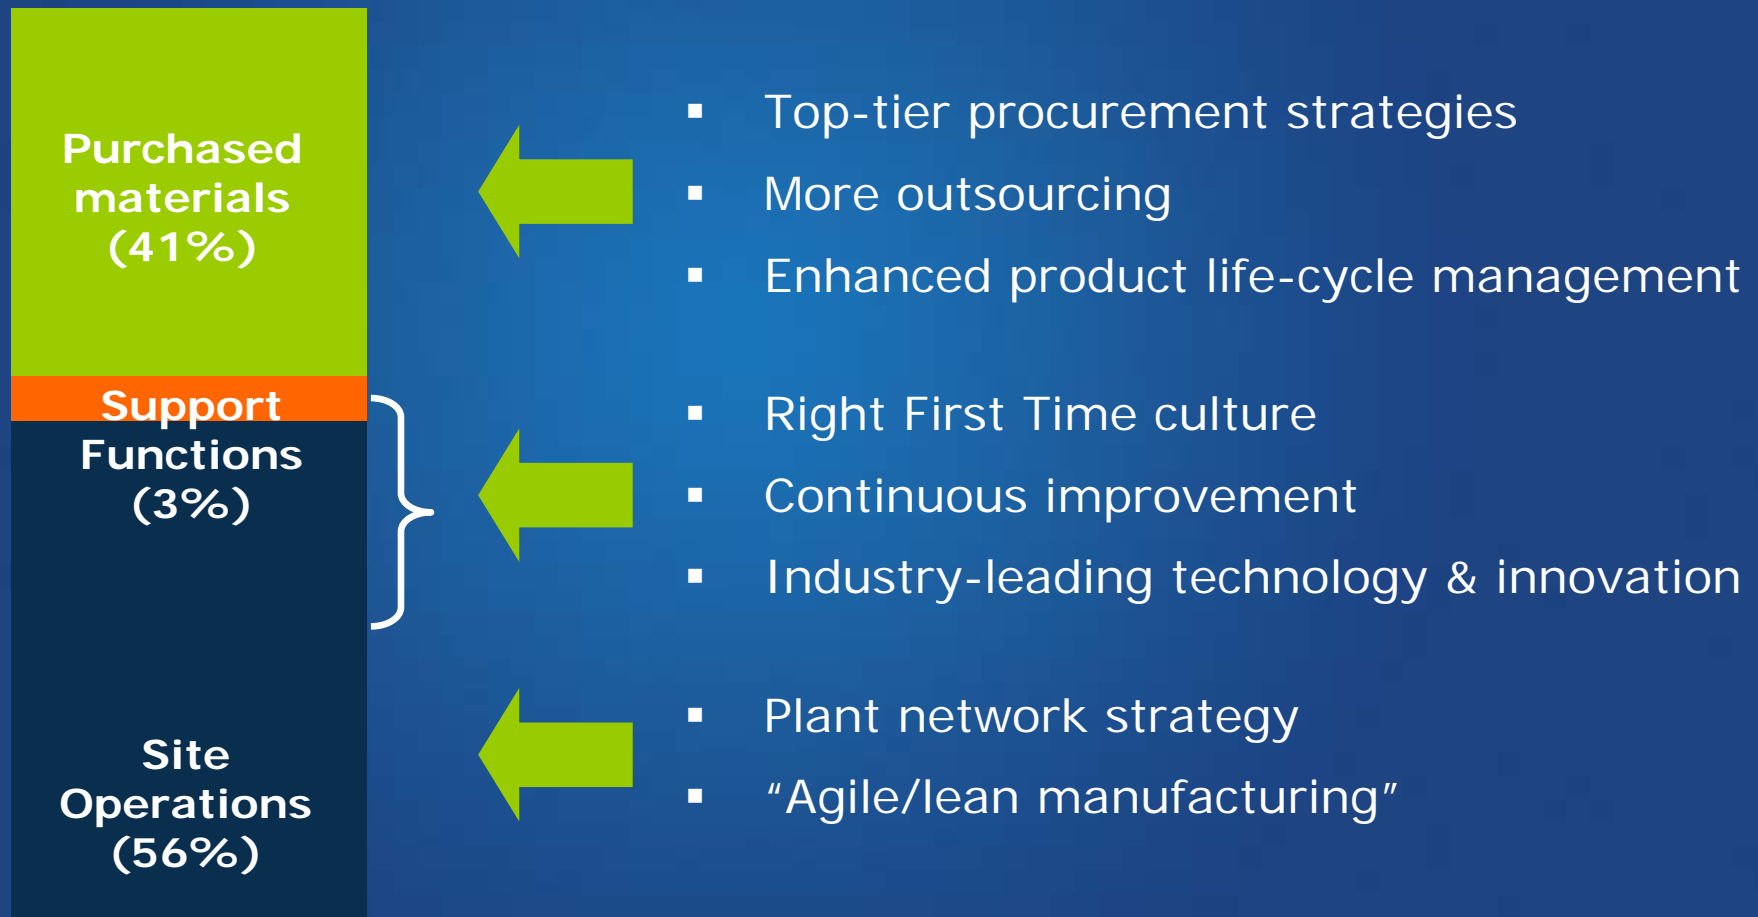 Purchased
materials
(41%)
Support
Functions
(3%)
Site
Operations
(56%)
▪ Top-tier procurement strategies
▪ More outsourcing
▪ Enhanced product life-cycle management
▪ Right First Time culture
▪ Continuous improvement
▪ Industry-leading technology & innovation
▪ Plant network strategy
▪ “Agile/lean manufacturing”